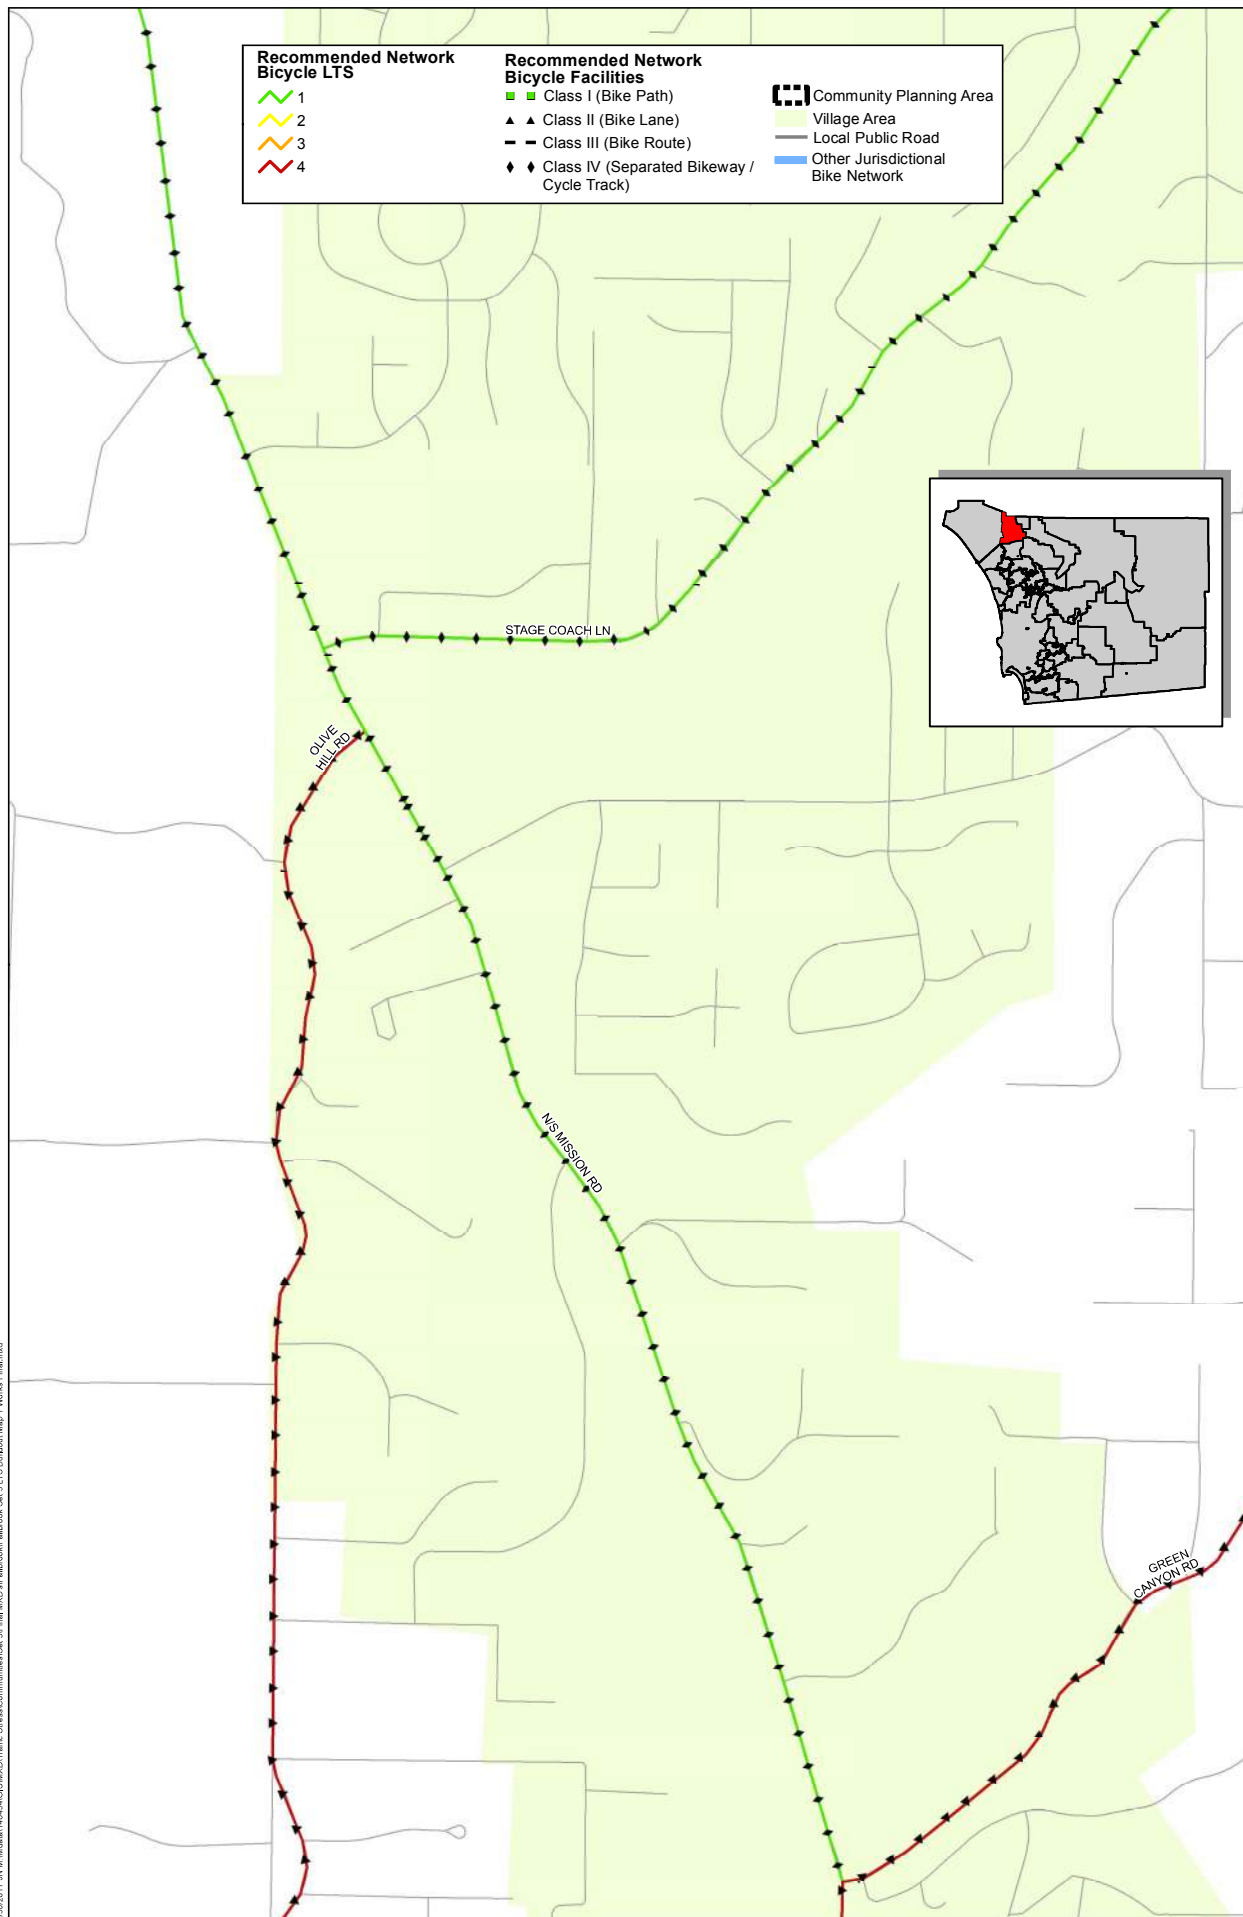 Recommended Network
Bicycle LTS
1
2
3
4
Recommended Network
Bicycle Facilities
Class I (Bike Path)
Class II (Bike Lane)
Class III (Bike Route)
Class IV (Separated Bikeway /
Cycle Track)
Community Planning Area
Village Area
Local Public Road
Other Jurisdictional
Bike Network
STAGE COACH LN
OLIVE
HILL RD
N/S MISSION RD
GREEN
CANYON RD